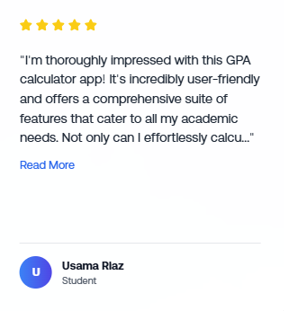 "I'm thoroughly impressed with this GPA
calculator app! It's incredibly user-friendly
and offers a comprehensive suite of
features that cater to all my academic
needs. Not only can I effortlessly calcu..."
Read More
U
Usama RIaz
Student